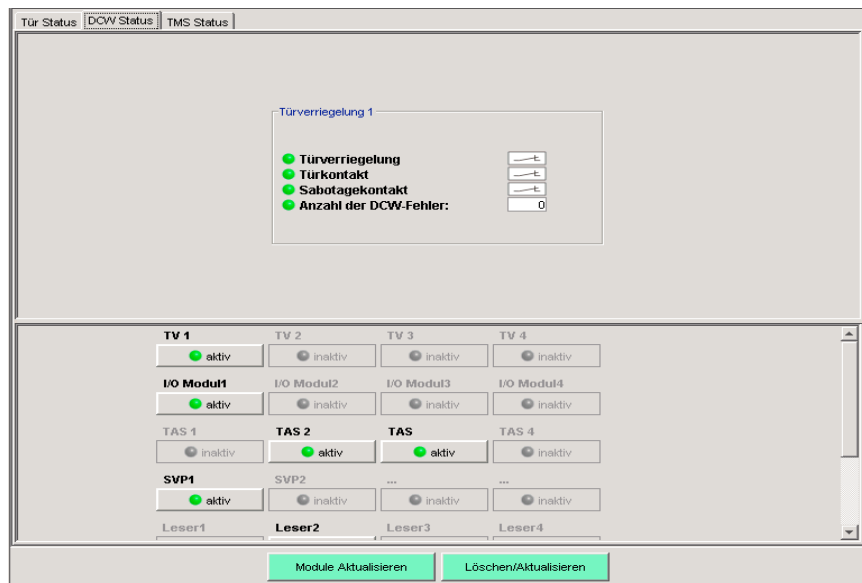 Tür Status DCW Status TMS Status
Türverriegelung 1
Türverriegelung
Türkontakt
Sabotagekontakt
Anzahl der DCW-Fehler: 0
TV 1 TV 2 TV 3 TV 4
aktiv inaktiv inaktiv inaktiv
I/O Modul1 I/O Modul2 I/O Modul3 I/O Modul4
aktiv inaktiv inaktiv inaktiv
TAS 1 TAS 2 TAS TAS 4
inaktiv aktiv aktiv inaktiv
SVP1 SVP2 ... ...
aktiv inaktiv inaktiv inaktiv
Leser1 Leser2 Leser3 Leser4
Module Aktualisieren Löschen/Aktualisieren